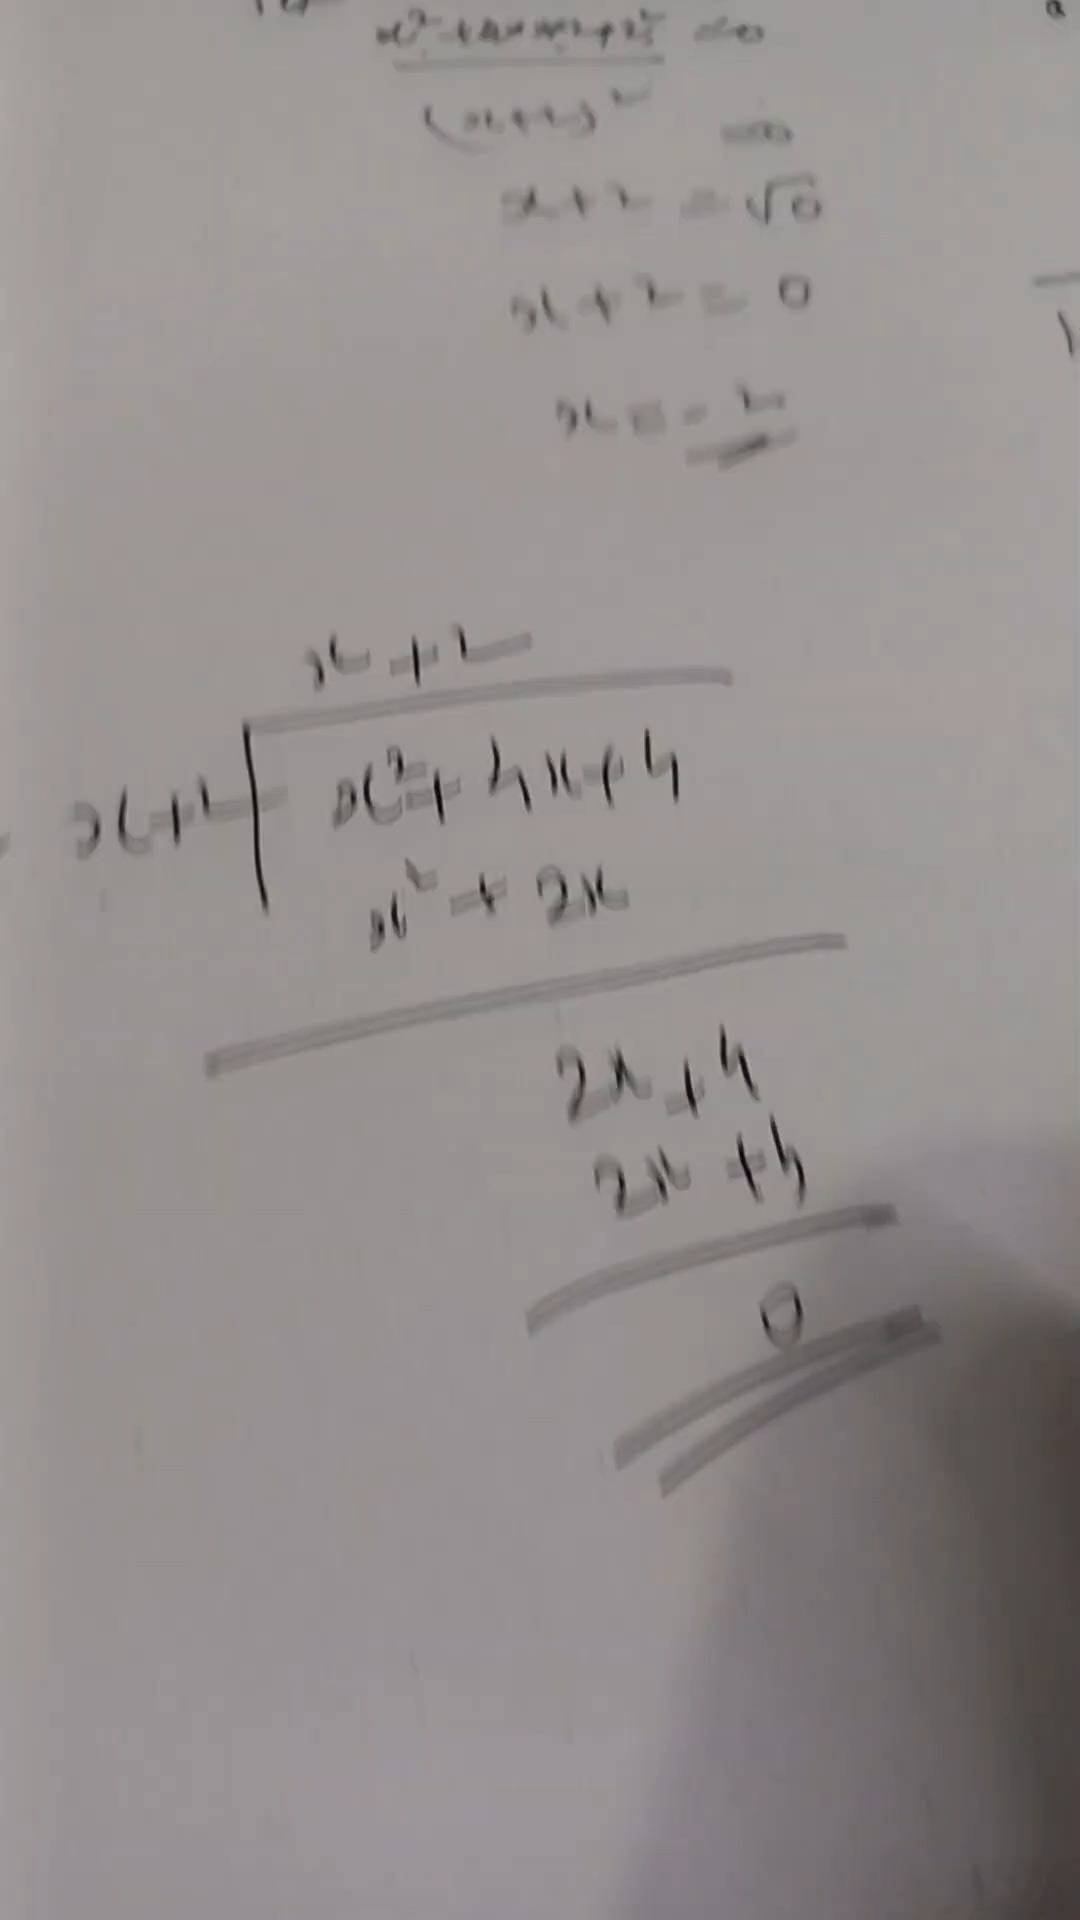 (x+2)² =0
x+2 = √0
x+2 = 0
x = -2
x+2
x+2 x²+4x+4
x²+2x
2x+4
2x+4
0